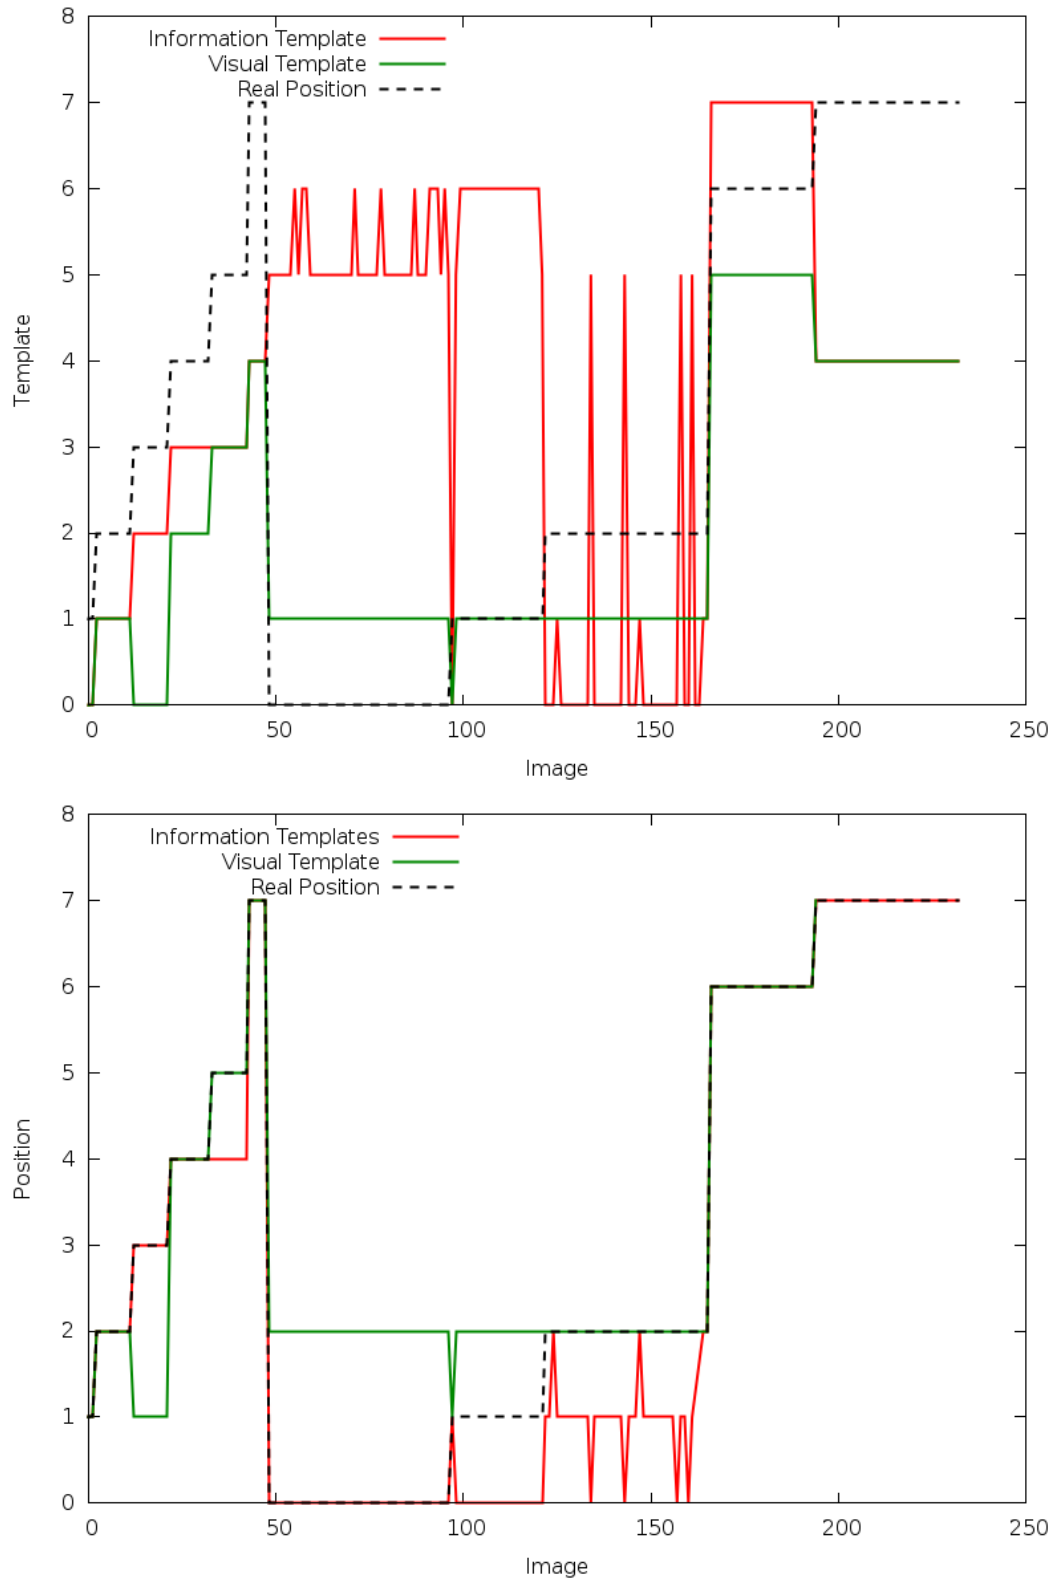 8
Information Template
Visual Template
Real Position
7
6
5
Template
4
3
2
1
0
0 50 100 150 200 250
Image
8
Information Templates
Visual Template
Real Position
7
6
5
Position
4
3
2
1
0
0 50 100 150 200 250
Image